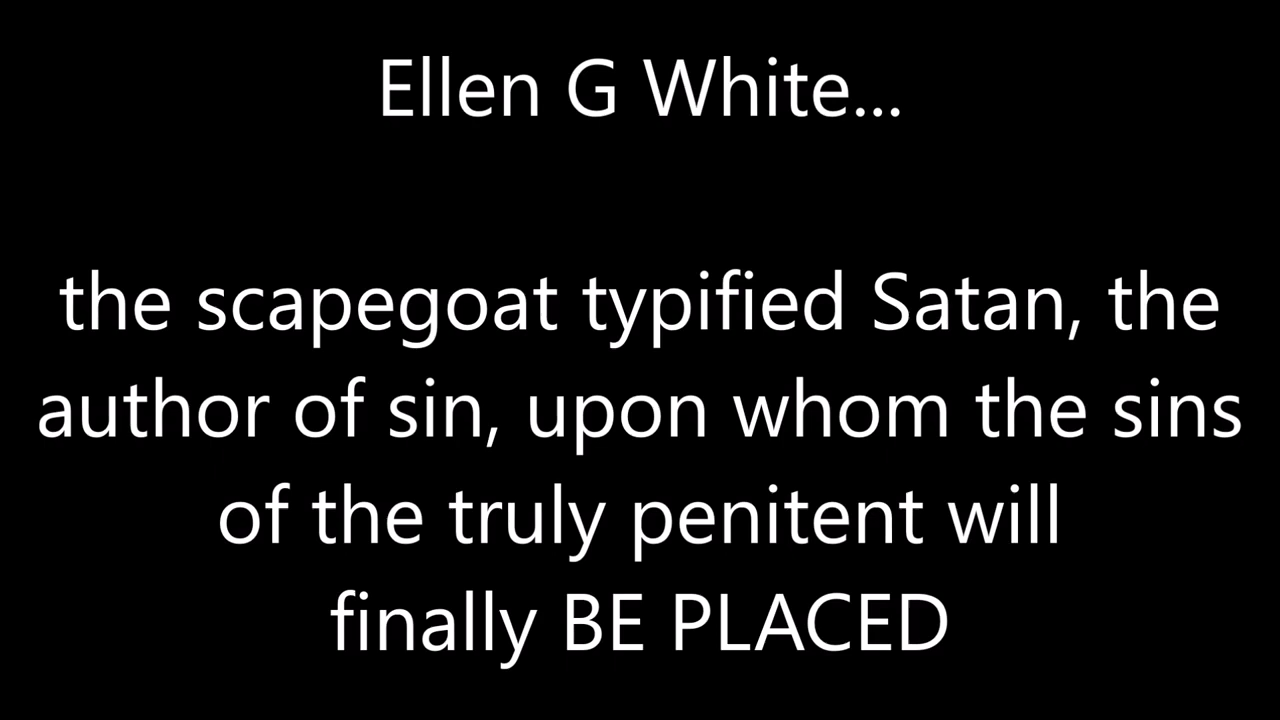 Ellen G White...
the scapegoat typified Satan, the
author of sin, upon whom the sins
of the truly penitent will
finally BE PLACED